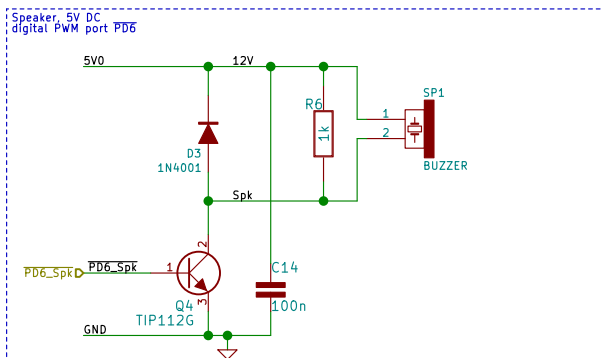 Speaker, 5V DC
digital PWM port PD6
5V0
12V
SP1
R6
1
1k
2
D3
1N4001
BUZZER
Spk
2
PD6_Spk
PD6_Spk
1
C14
3
Q4
100n
TIP112G
GND